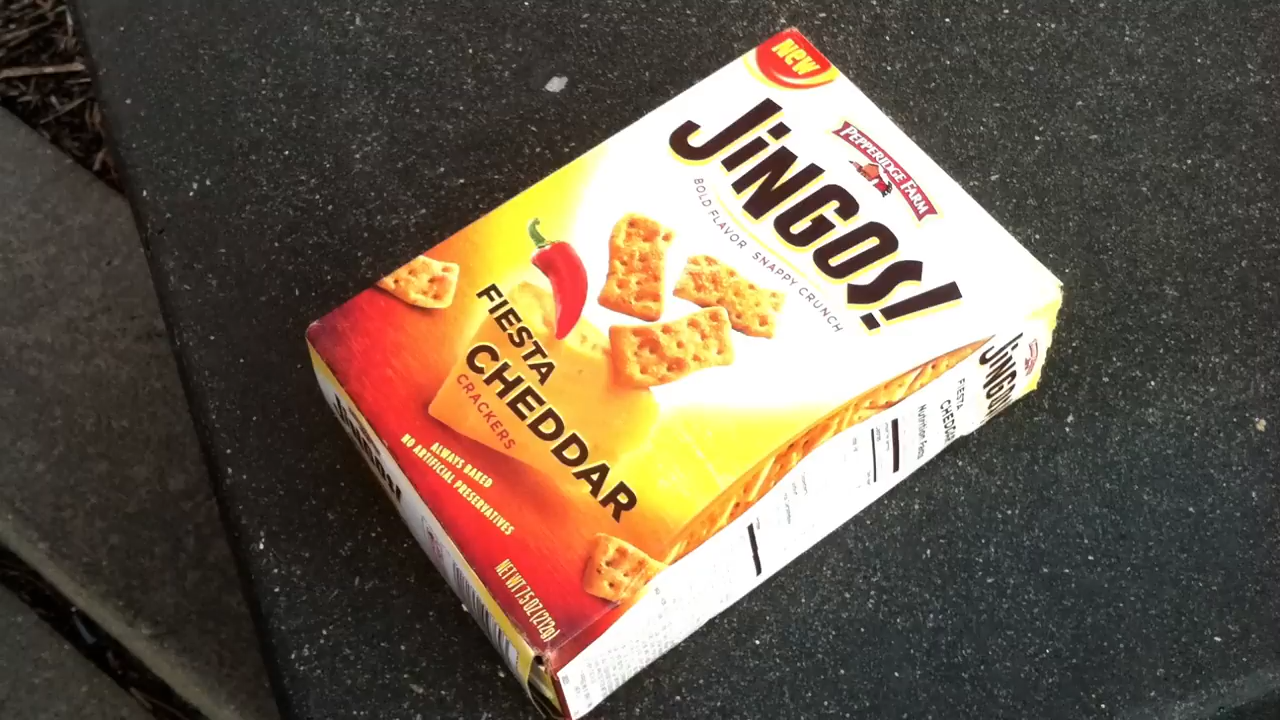 New
PEPPERIDGE FARM
JiNGOS!
BOLD FLAVOR SNAPPY CRUNCH
FIESTA
CHEDDAR
CRACKERS
ALWAYS BAKED
NO ARTIFICIAL PRESERVATIVES
NET WT 7.5 OZ (212g)
JiNGOS!
FIESTA
CHEDDAR
Nutrition Facts
JiNGOS!